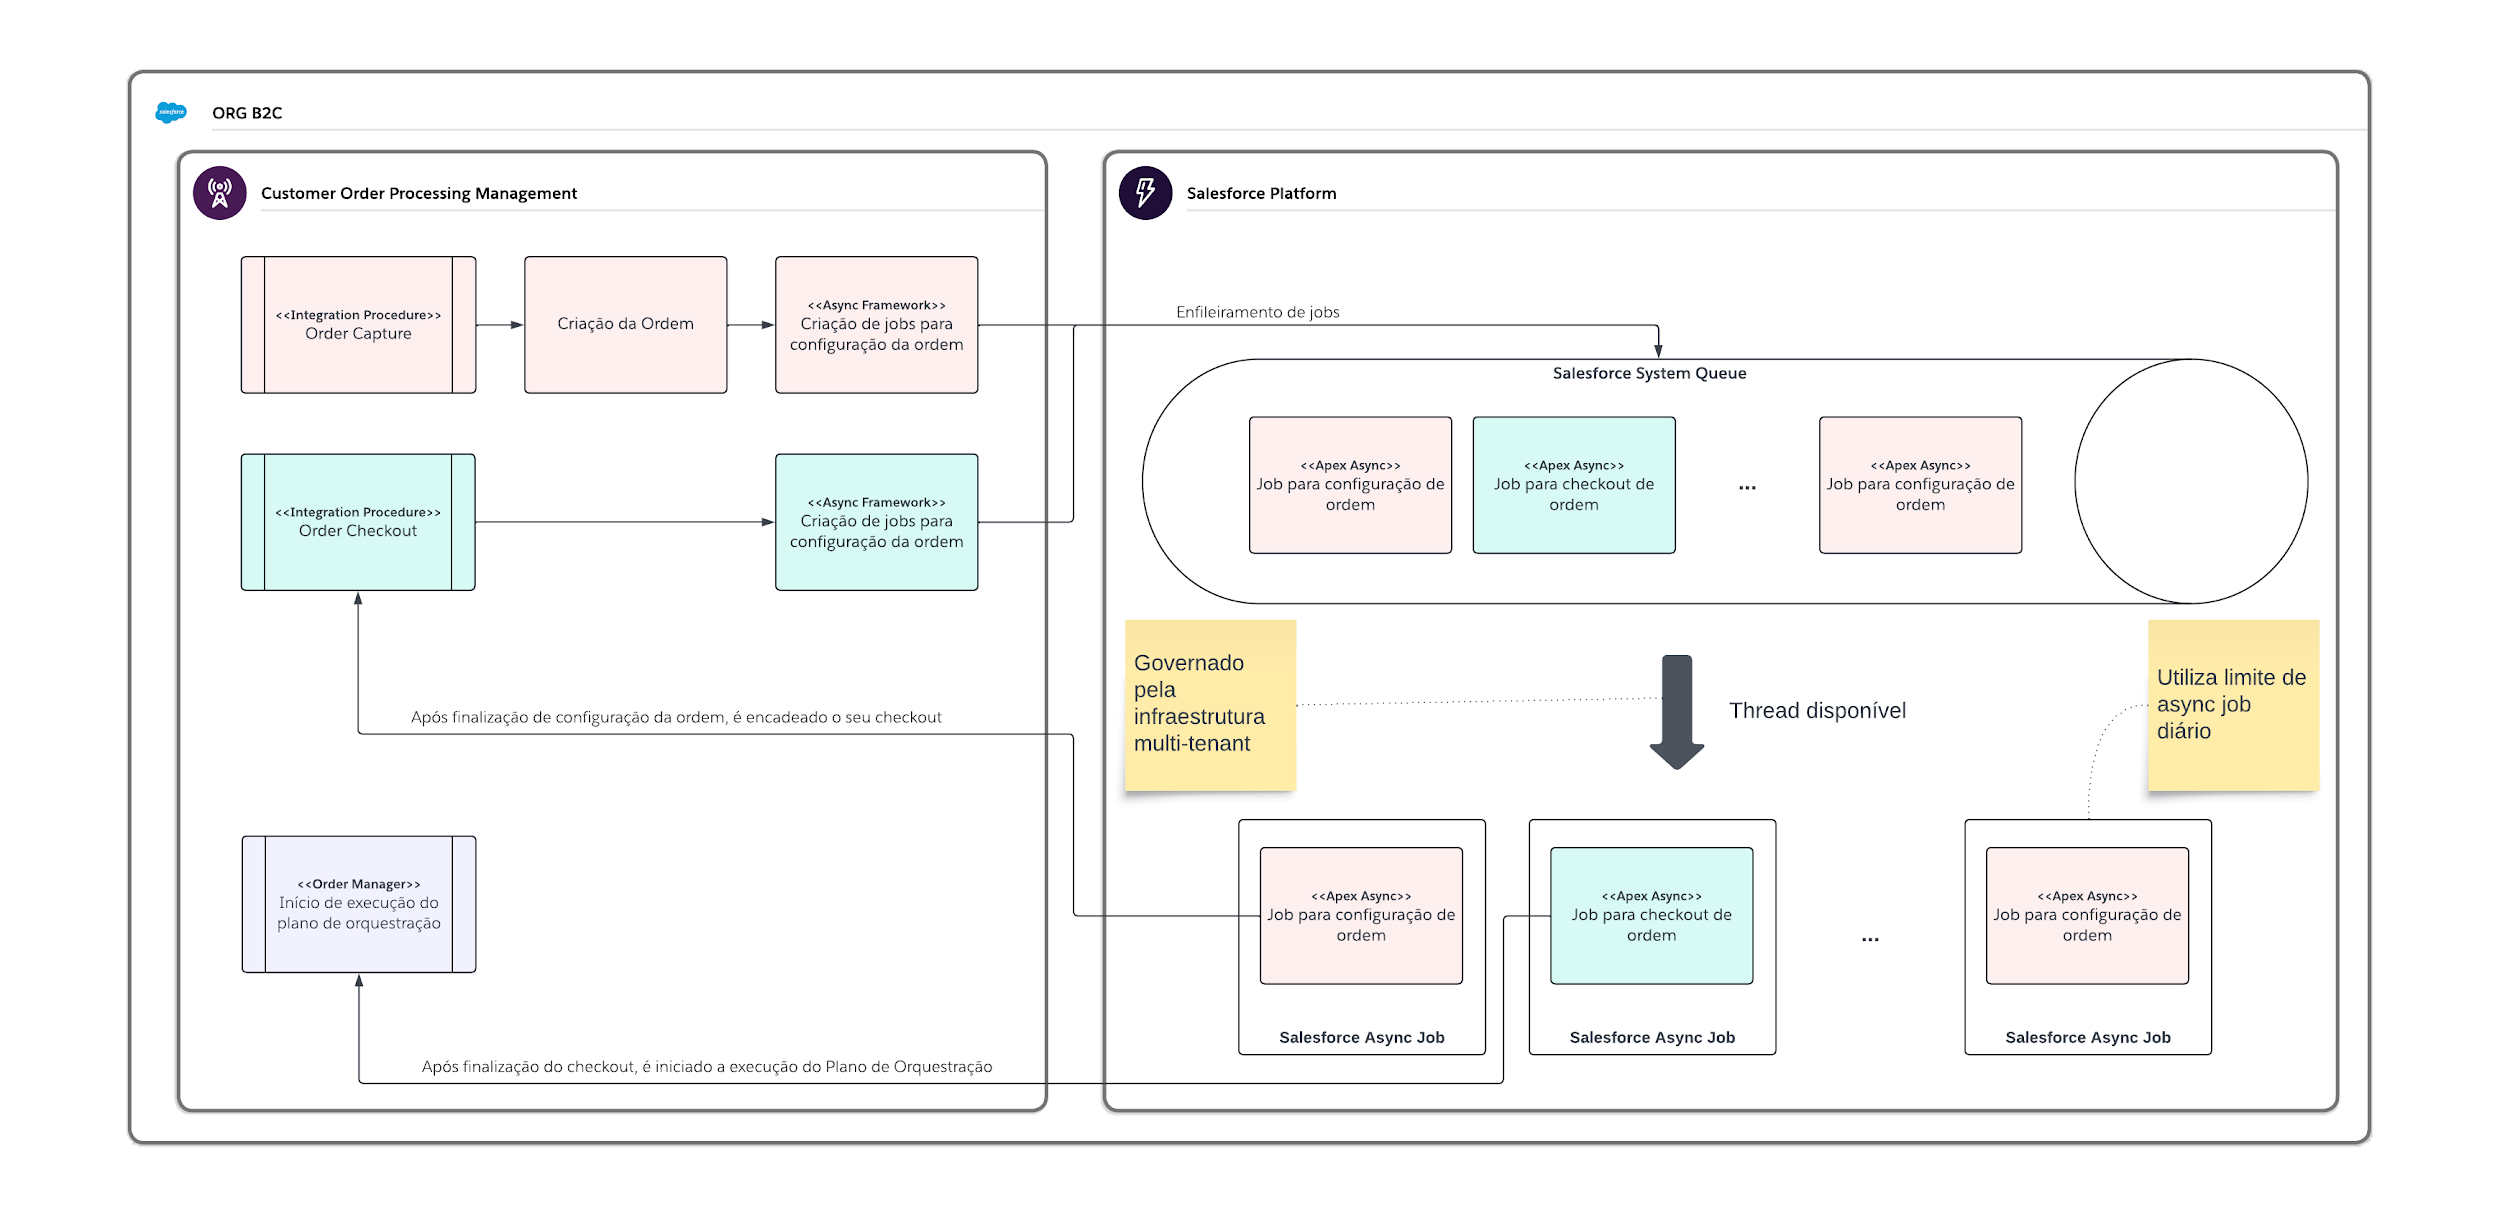 salesforce
ORG B2C
Customer Order Processing Management
<<Integration Procedure>>
Order Capture
Criação da Ordem
<<Async Framework>>
Criação de jobs para
configuração da ordem
<<Integration Procedure>>
Order Checkout
<<Async Framework>>
Criação de jobs para
configuração da ordem
Após finalização de configuração da ordem, é encadeado o seu checkout
<<Order Manager>>
Início de execução do
plano de orquestração
Após finalização do checkout, é iniciado a execução do Plano de Orquestração
Salesforce Platform
Enfileiramento de jobs
Salesforce System Queue
<<Apex Async>>
Job para configuração de
ordem
<<Apex Async>>
Job para checkout de
ordem
...
<<Apex Async>>
Job para configuração de
ordem
Governado
pela
infraestrutura
multi-tenant
Thread disponível
Utiliza limite de
async job
diário
<<Apex Async>>
Job para configuração de
ordem
Salesforce Async Job
<<Apex Async>>
Job para checkout de
ordem
Salesforce Async Job
...
<<Apex Async>>
Job para configuração de
ordem
Salesforce Async Job